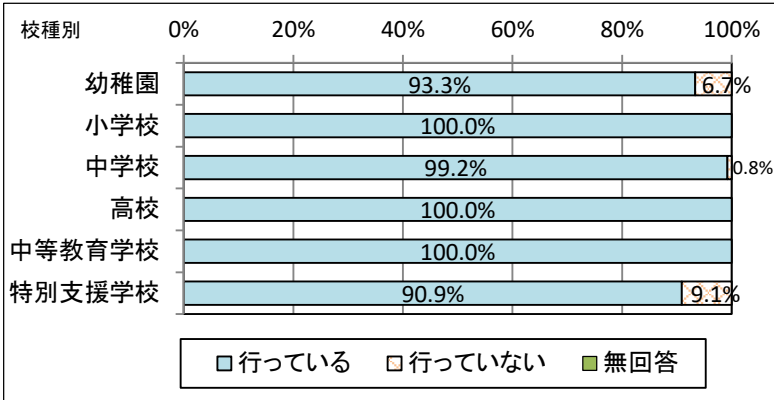 校種別 0% 20% 40% 60% 80% 100%
幼稚園 93.3% 6.7%
小学校 100.0%
中学校 99.2% 0.8%
高校 100.0%
中等教育学校 100.0%
特別支援学校 90.9% 9.1%
行っている 行っていない 無回答